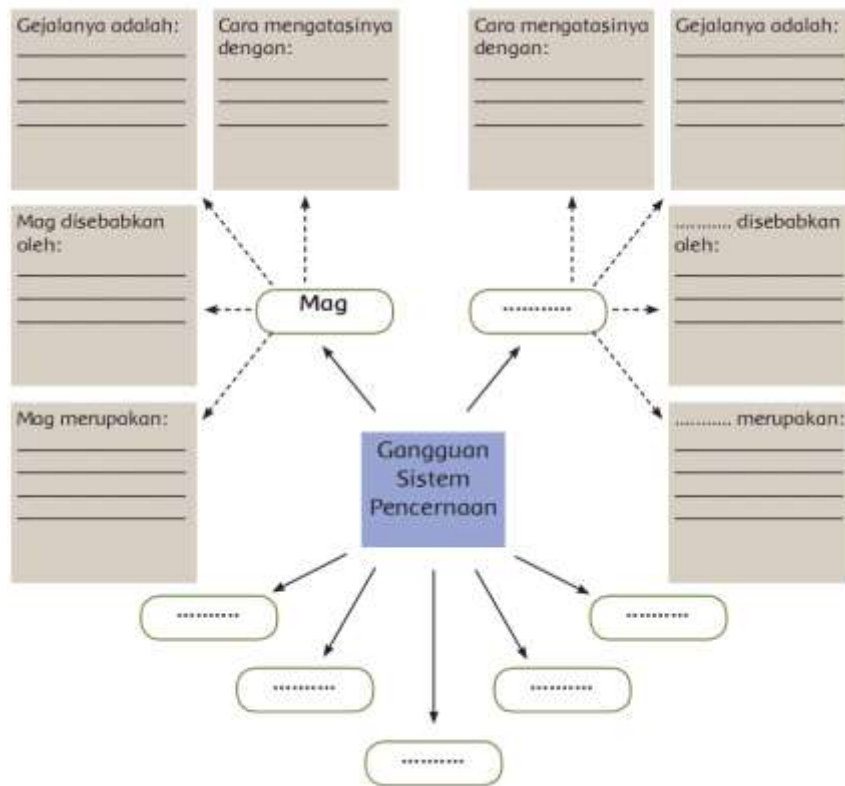 Gejalanya adalah:
Cara mengatasinya
dengan:
Cara mengatasinya
dengan:
Gejalanya adalah:
Mag disebabkan
oleh:
............ disebabkan
oleh:
Mag
...........
Mag merupakan:
............ merupakan:
Gangguan
Sistem
Pencernaan
..........
..........
..........
..........
..........